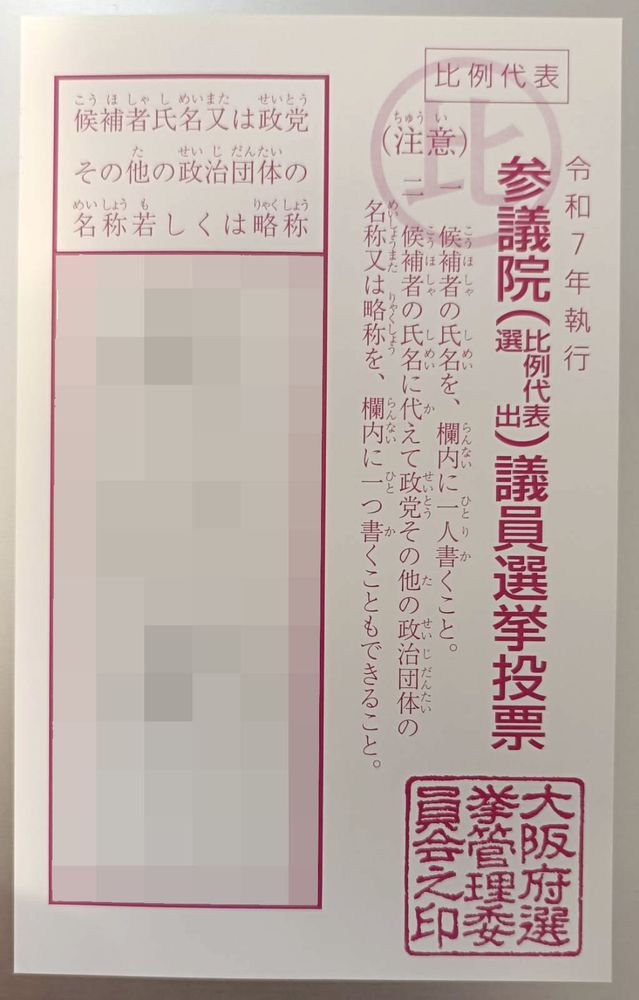 比例代表
比
令和7年執行
参議院(比例代表選出)議員選挙投票
(注意)
一 候補者の氏名を、欄内に一人書くこと。
二 候補者の氏名に代えて政党その他の政治団体の
名称又は略称を、欄内に一つ書くこともできること。
候補者氏名又は政党
その他の政治団体の
名称若しくは略称
大阪府選
挙管理委
員会之印